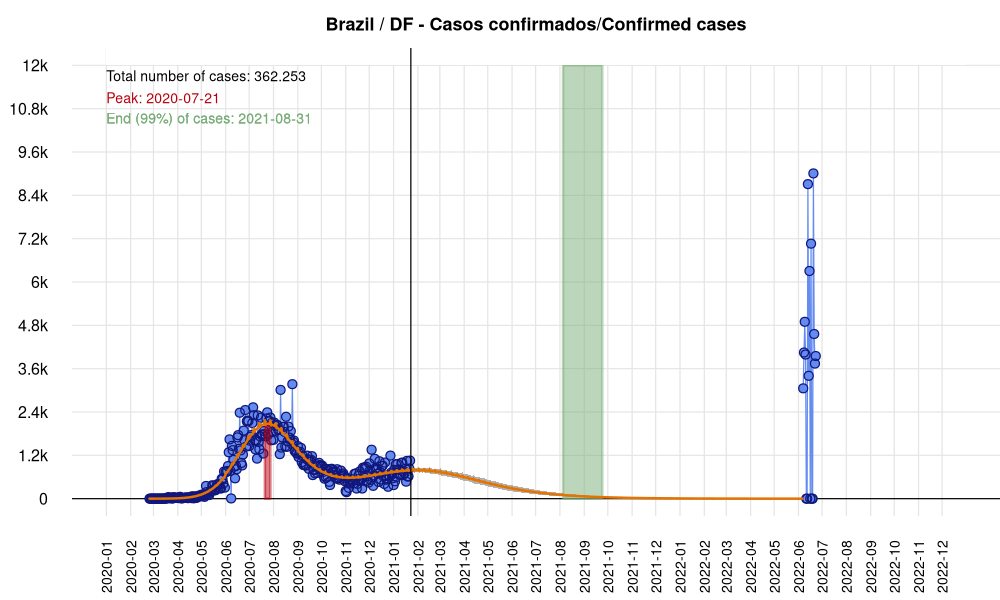 Brazil / DF - Casos confirmados/Confirmed cases
12k
10.8k
9.6k
8.4k
7.2k
6k
4.8k
3.6k
2.4k
1.2k
0
Total number of cases: 362.253
Peak: 2020-07-21
End (99%) of cases: 2021-08-31
2020-01
2020-02
2020-03
2020-04
2020-05
2020-06
2020-07
2020-08
2020-09
2020-10
2020-11
2020-12
2021-01
2021-02
2021-03
2021-04
2021-05
2021-06
2021-07
2021-08
2021-09
2021-10
2021-11
2021-12
2022-01
2022-02
2022-03
2022-04
2022-05
2022-06
2022-07
2022-08
2022-09
2022-10
2022-11
2022-12